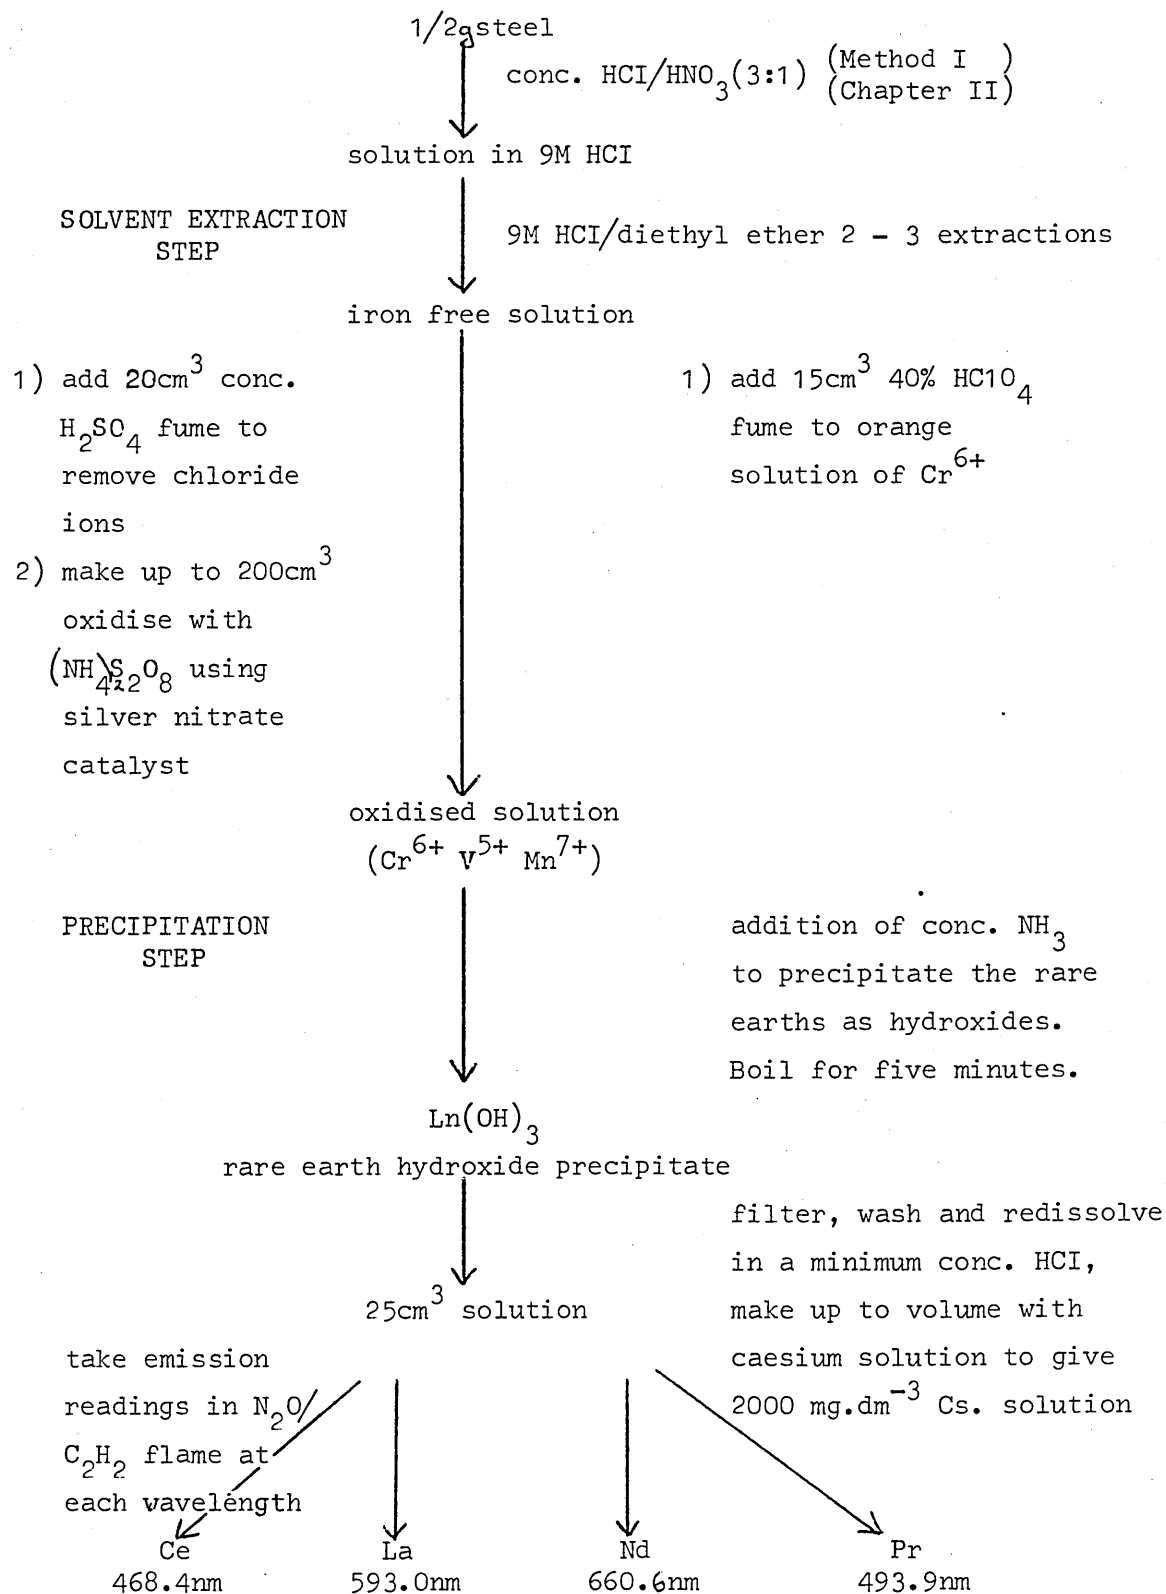 1/2g steel
conc. HCI/HNO3(3:1) (Method I )
(Chapter II)
solution in 9M HCI
SOLVENT EXTRACTION
STEP
9M HCI/diethyl ether 2 – 3 extractions
iron free solution
1) add 20cm3 conc.
H2SO4 fume to
remove chloride
ions
2) make up to 200cm3
oxidise with
(NH4)2S2O8 using
silver nitrate
catalyst
1) add 15cm3 40% HC1O4
fume to orange
solution of Cr6+
oxidised solution
(Cr6+ V5+ Mn7+)
PRECIPITATION
STEP
addition of conc. NH3
to precipitate the rare
earths as hydroxides.
Boil for five minutes.
Ln(OH)3
rare earth hydroxide precipitate
filter, wash and redissolve
in a minimum conc. HCI,
make up to volume with
caesium solution to give
2000 mg.dm-3 Cs. solution
25cm3 solution
take emission
readings in N2O/
C2H2 flame at
each wavelength
Ce La Nd Pr
468.4nm 593.0nm 660.6nm 493.9nm